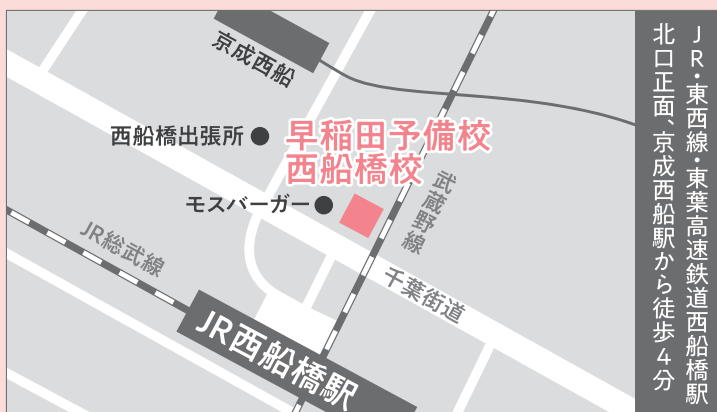 京成西船
西船橋出張所
早稲田予備校
西船橋校
モスバーガー
武蔵野線
JR総武線
千葉街道
JR西船橋駅
JR・東西線・東葉高速鉄道西船橋駅
北口正面、京成西船駅から徒歩4分